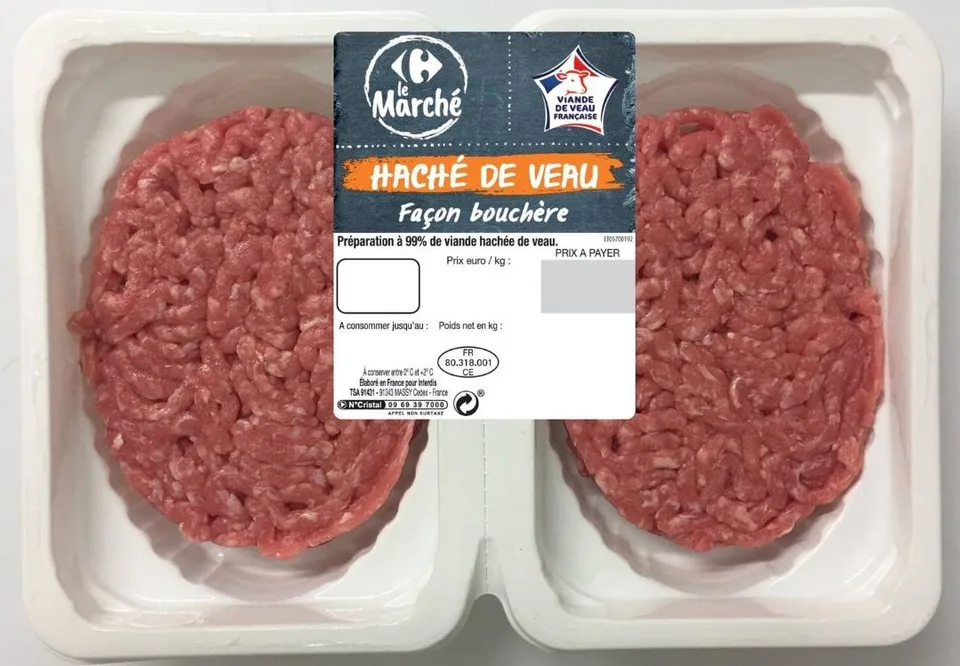 le
Marché
VIANDE
DE VEAU
FRANÇAISE
HACHÉ DE VEAU
Façon bouchère
Préparation à 99% de viande hachée de veau.
ET05700192
Prix euro / kg :
PRIX A PAYER
A consommer jusqu'au :
Poids net en kg :
FR
80.318.001
CE
À conserver entre 0° C et +2° C
Élaboré en France pour Interdis
TSA 91431 - 91343 MASSY Cedex - France
N°Cristal 09 69 39 7000
APPEL NON SURTAXE
®